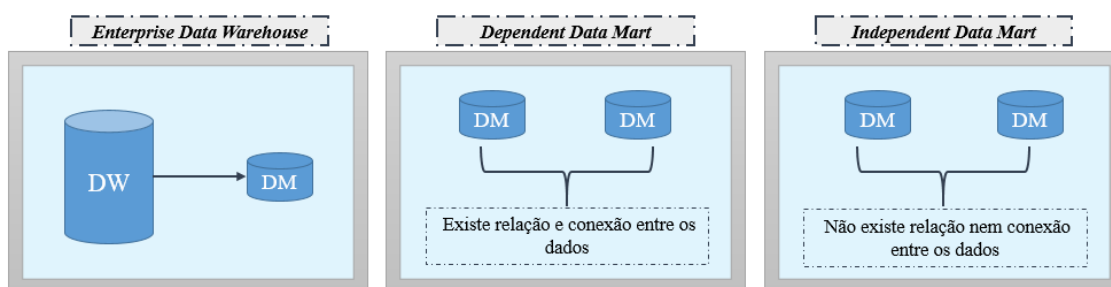 Enterprise Data Warehouse
DW
DM
Dependent Data Mart
DM
DM
Existe relação e conexão entre os
dados
Independent Data Mart
DM
DM
Não existe relação nem conexão
entre os dados